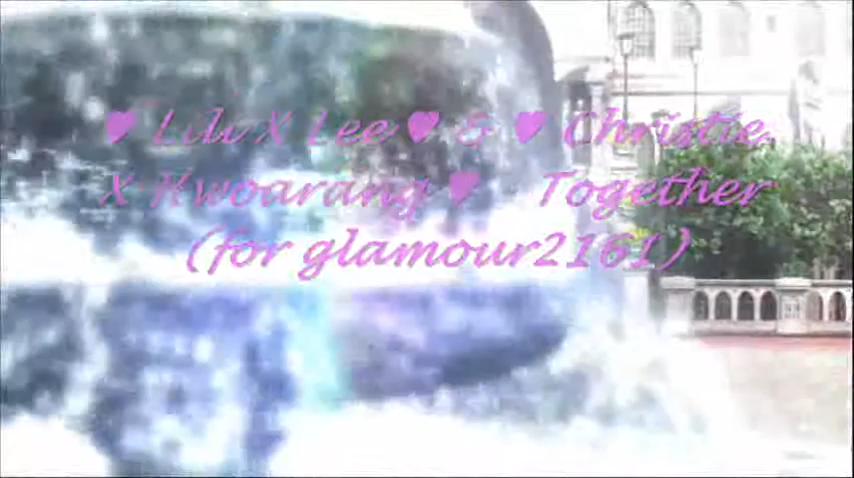 ♥ Lili X Lee ♥ & ♥ Christie
X Hwoarang ♥ Together
(for glamour2161)